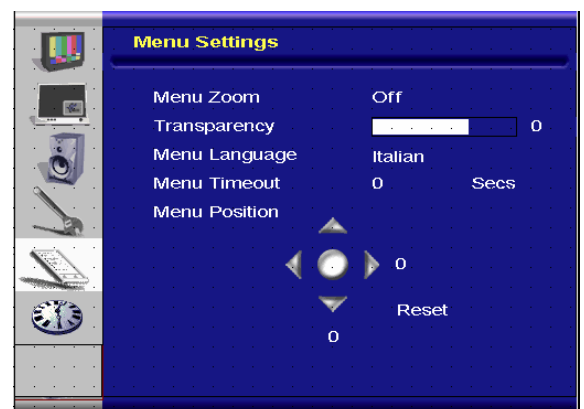 Menu Settings
Menu Zoom Off
Transparency 0
Menu Language Italian
Menu Timeout 0 Secs
Menu Position
0
Reset
0